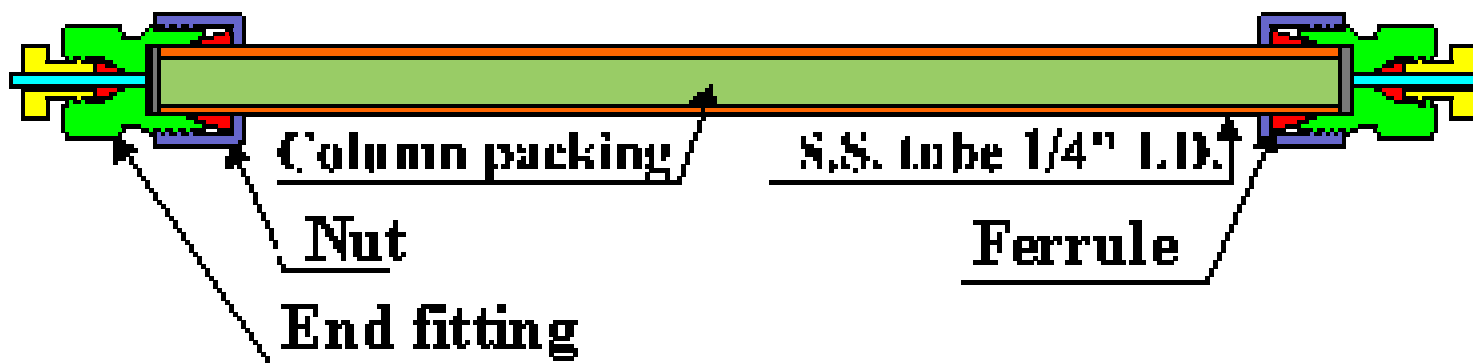 Column packing
S.S. tube 1/4" I.D.
Nut
Ferrule
End fitting